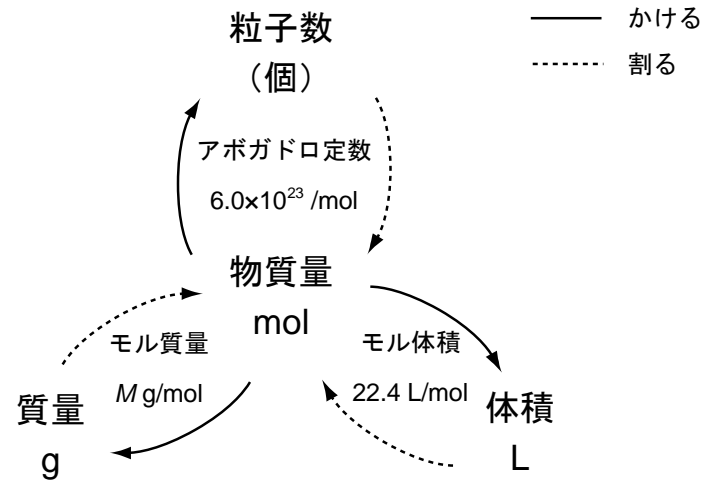 粒子数
（個）
かける
割る
アボガドロ定数
6.0×10²³ /mol
物質量
mol
モル質量
M g/mol
モル体積
22.4 L/mol
質量
g
体積
L